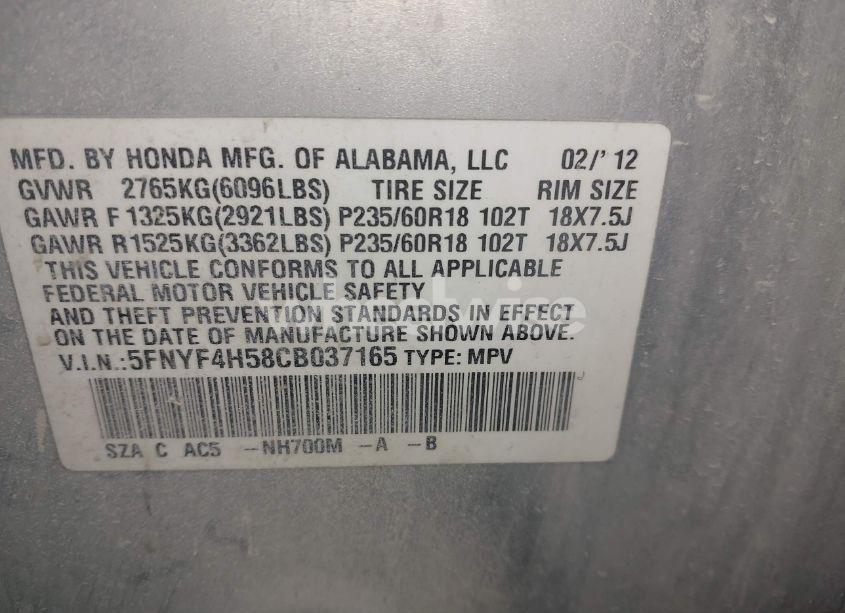 MFD. BY HONDA MFG. OF ALABAMA, LLC 02/' 12
GVWR 2765KG(6096LBS) TIRE SIZE RIM SIZE
GAWR F1325KG(2921LBS) P235/60R18 102T 18X7.5J
GAWR R1525KG(3362LBS) P235/60R18 102T 18X7.5J
THIS VEHICLE CONFORMS TO ALL APPLICABLE
FEDERAL MOTOR VEHICLE SAFETY
AND THEFT PREVENTION STANDARDS IN EFFECT
ON THE DATE OF MANUFACTURE SHOWN ABOVE.
V.I.N.:5FNYF4H58CB037165 TYPE: MPV
SZA C AC5 -NH700M -A -B